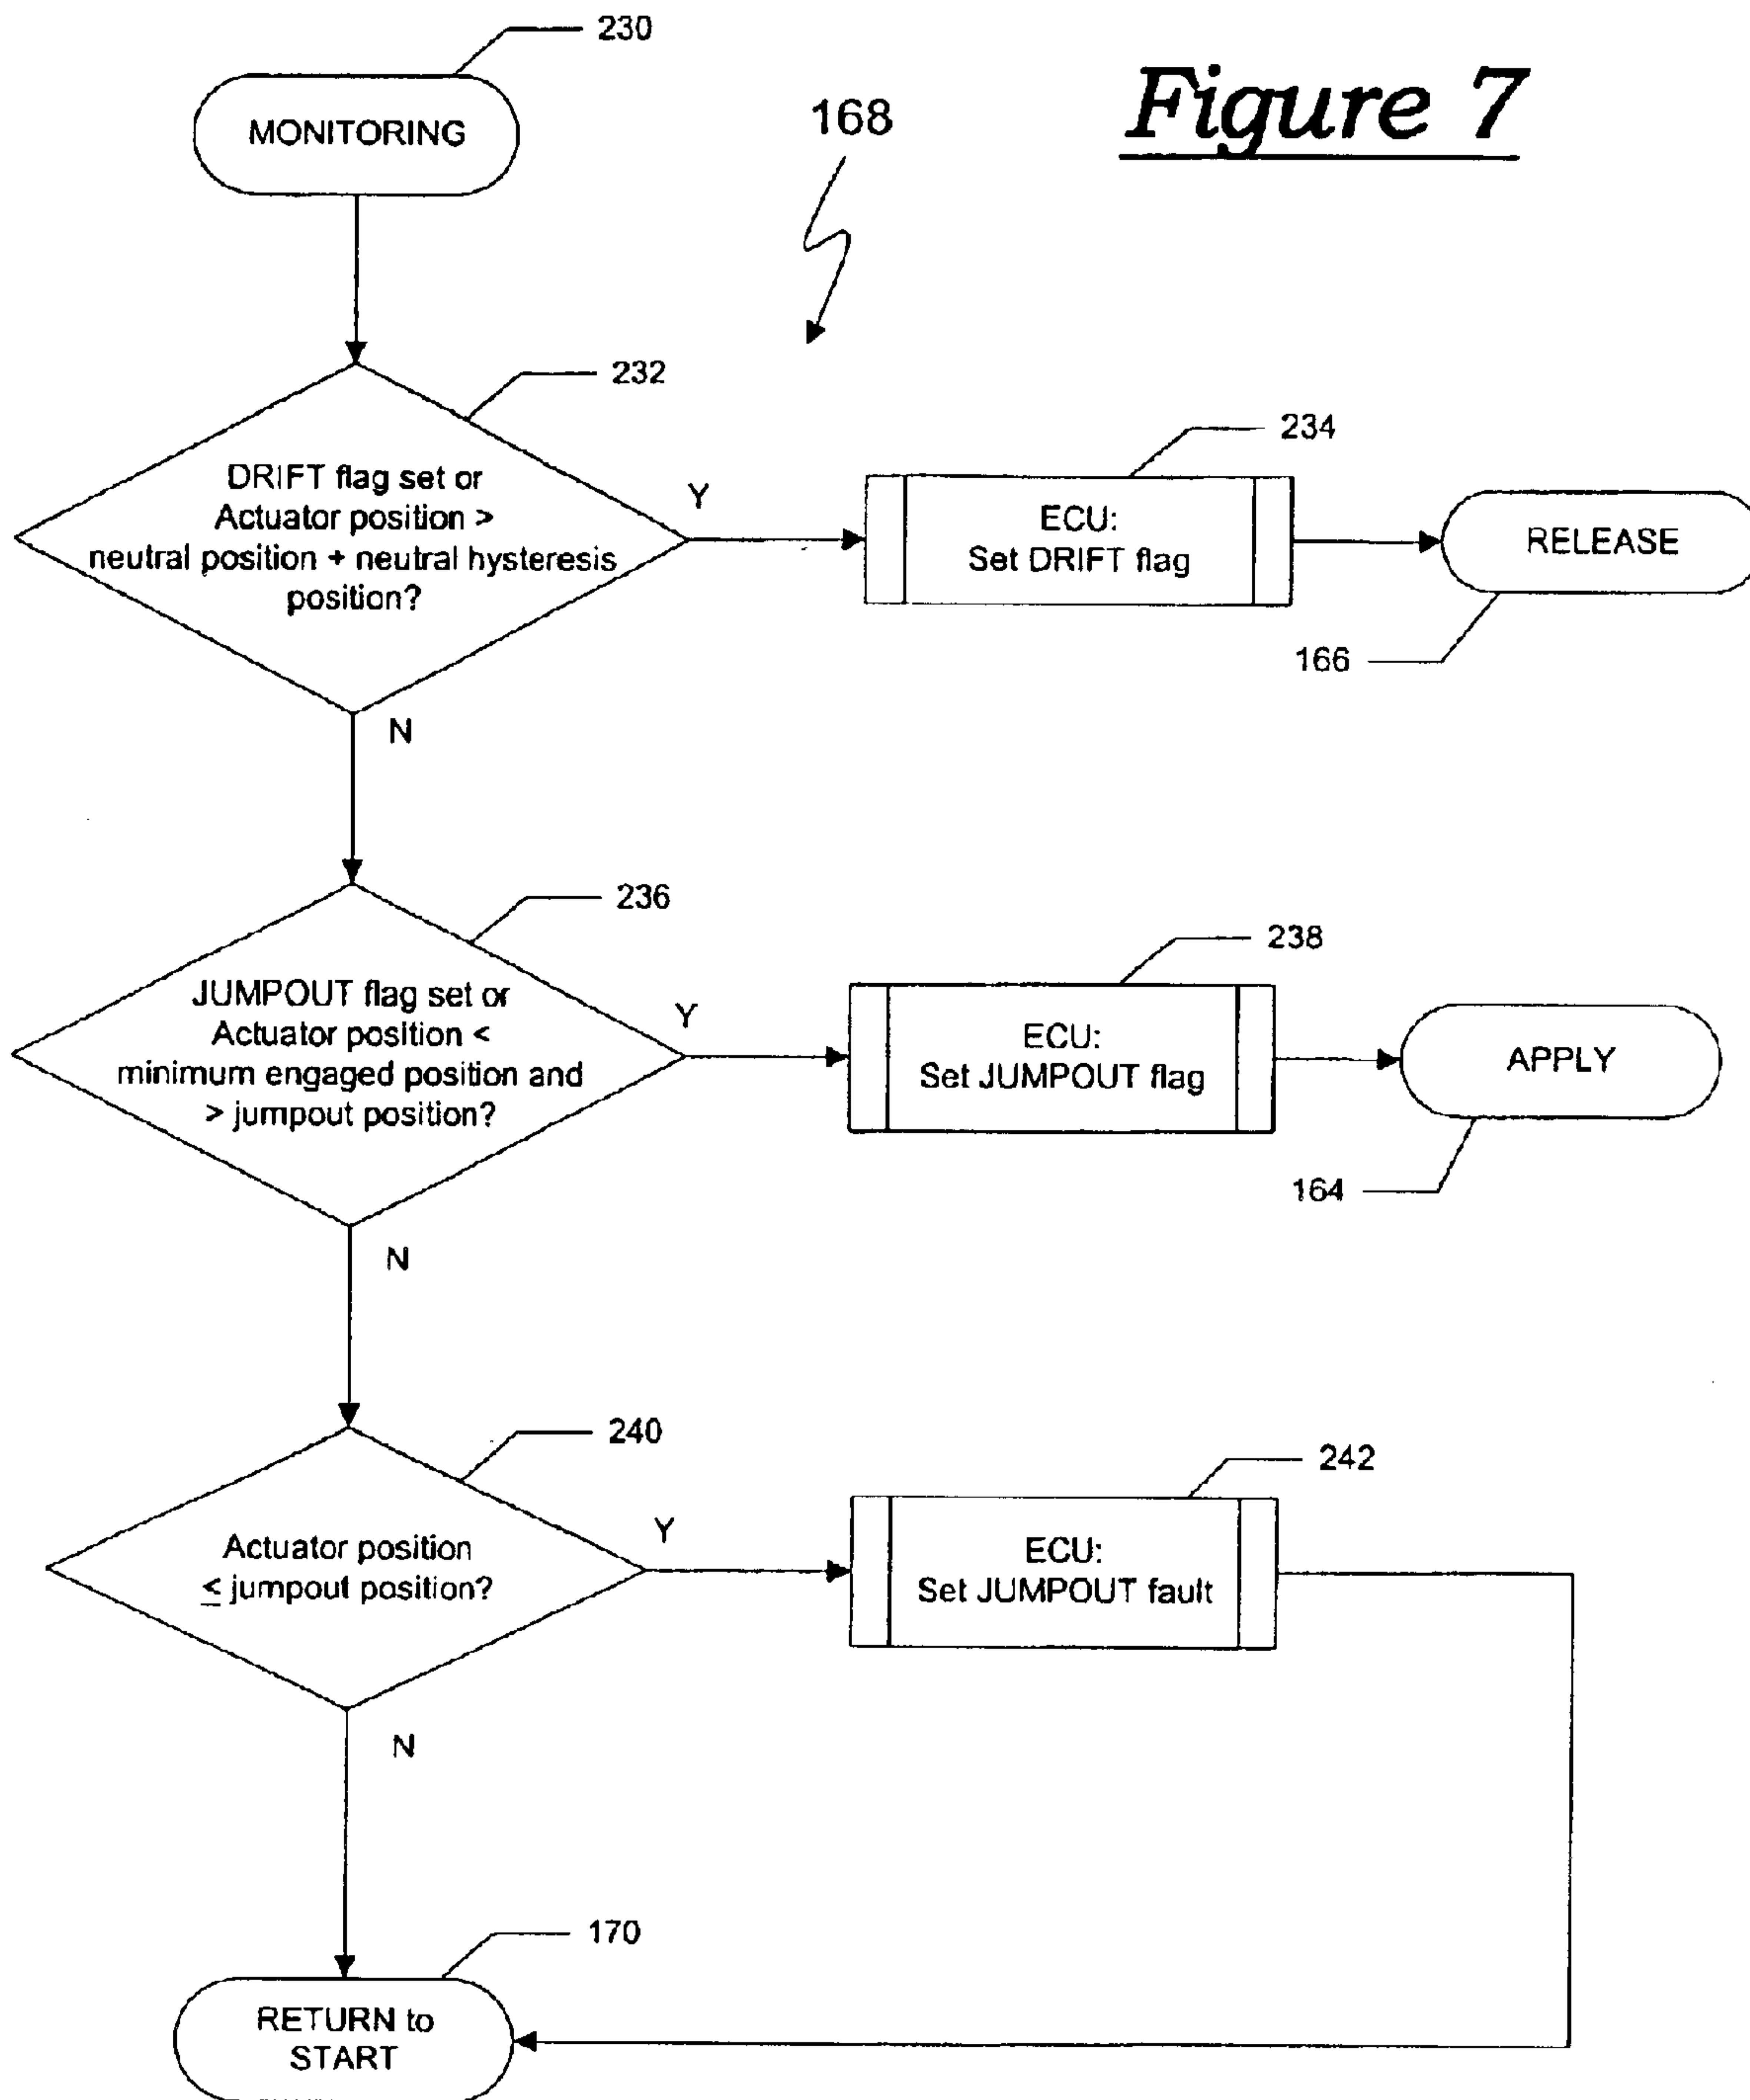 Figure 7
230
MONITORING
168
232
DRIFT flag set or
Actuator position >
neutral position + neutral hysteresis
position?
Y
234
ECU:
Set DRIFT flag
RELEASE
166
N
236
JUMPOUT flag set or
Actuator position <
minimum engaged position and
> jumpout position?
Y
238
ECU:
Set JUMPOUT flag
APPLY
164
N
240
Actuator position
≤ jumpout position?
Y
242
ECU:
Set JUMPOUT fault
N
170
RETURN to
START